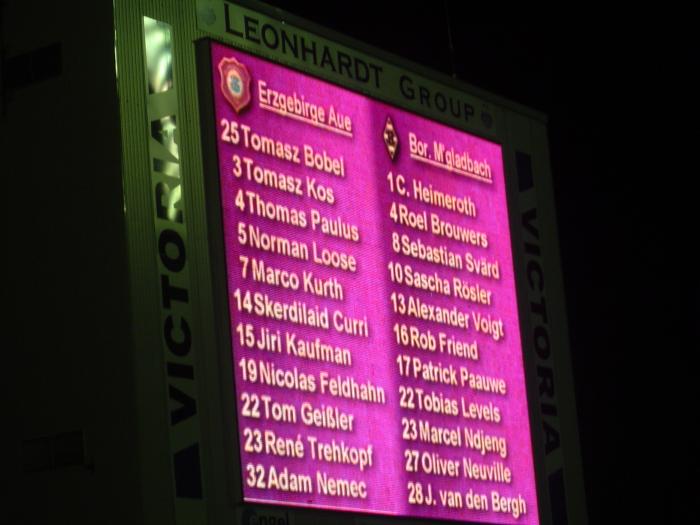 LEONHARDT GROUP
VICTORIA
Erzgebirge Aue
25 Tomasz Bobel
3 Tomasz Kos
4 Thomas Paulus
5 Norman Loose
7 Marco Kurth
14 Skerdilaid Curri
15 Jiri Kaufman
19 Nicolas Feldhahn
22 Tom Geißler
23 René Trehkopf
32 Adam Nemec
Bor. M'gladbach
1 C. Heimeroth
4 Roel Brouwers
8 Sebastian Svärd
10 Sascha Rösler
13 Alexander Voigt
16 Rob Friend
17 Patrick Paauwe
22 Tobias Levels
23 Marcel Ndjeng
27 Oliver Neuville
28 J. van den Bergh
VICTORIA